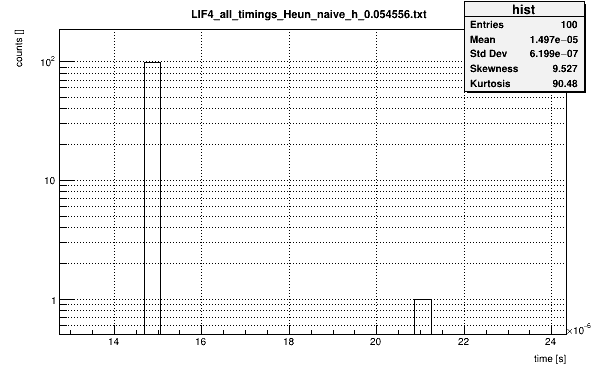 LIF4_all_timings_Heun_naive_h_0.054556.txt
hist
Entries 100
Mean 1.497e−05
Std Dev 6.199e−07
Skewness 9.527
Kurtosis 90.48
counts []
10²
10
1
14 16 18 20 22 24
×10⁻⁶
time [s]